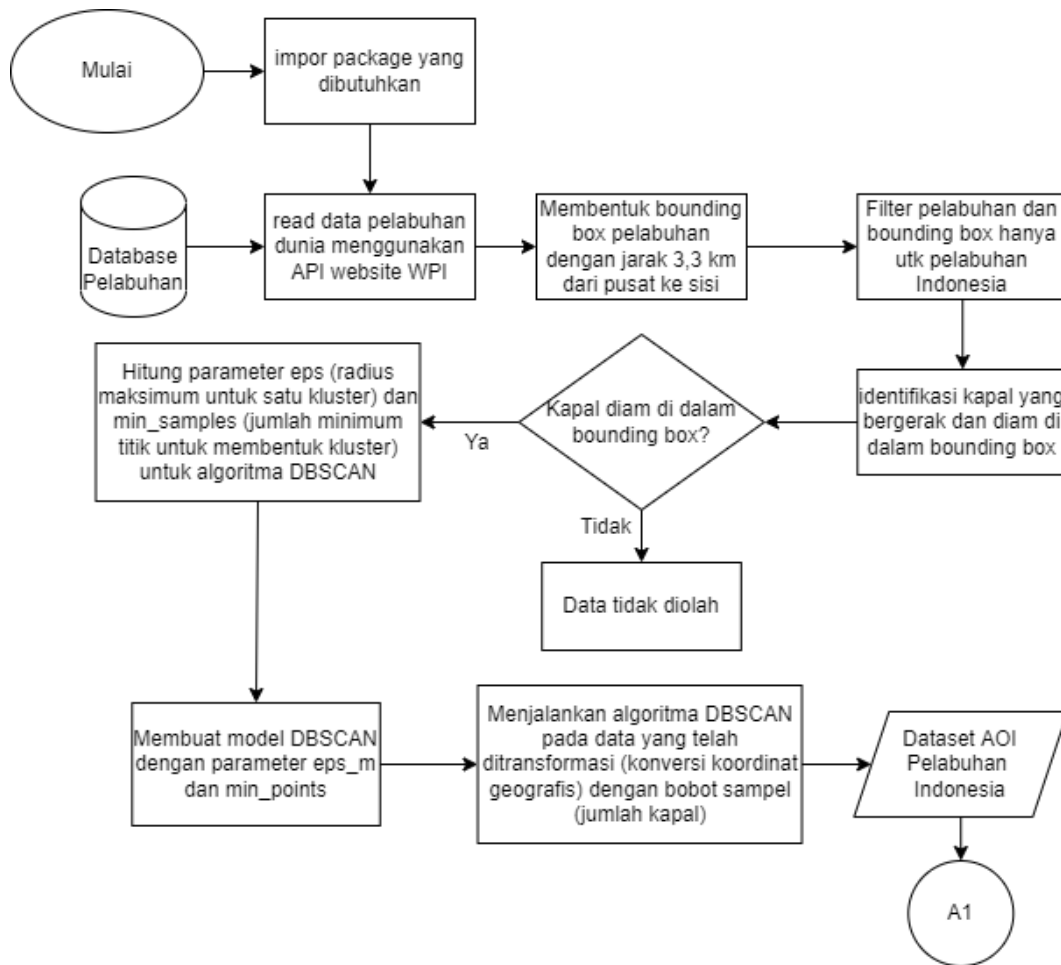 Mulai
impor package yang
dibutuhkan
Database
Pelabuhan
read data pelabuhan
dunia menggunakan
API website WPI
Membentuk bounding
box pelabuhan
dengan jarak 3,3 km
dari pusat ke sisi
Filter pelabuhan dan
bounding box hanya
utk pelabuhan
Indonesia
identifikasi kapal yang
bergerak dan diam di
dalam bounding box
Kapal diam di dalam
bounding box?
Ya
Tidak
Data tidak diolah
Hitung parameter eps (radius
maksimum untuk satu kluster) dan
min_samples (jumlah minimum
titik untuk membentuk kluster)
untuk algoritma DBSCAN
Membuat model DBSCAN
dengan parameter eps_m
dan min_points
Menjalankan algoritma DBSCAN
pada data yang telah
ditransformasi (konversi koordinat
geografis) dengan bobot sampel
(jumlah kapal)
Dataset AOI
Pelabuhan
Indonesia
A1